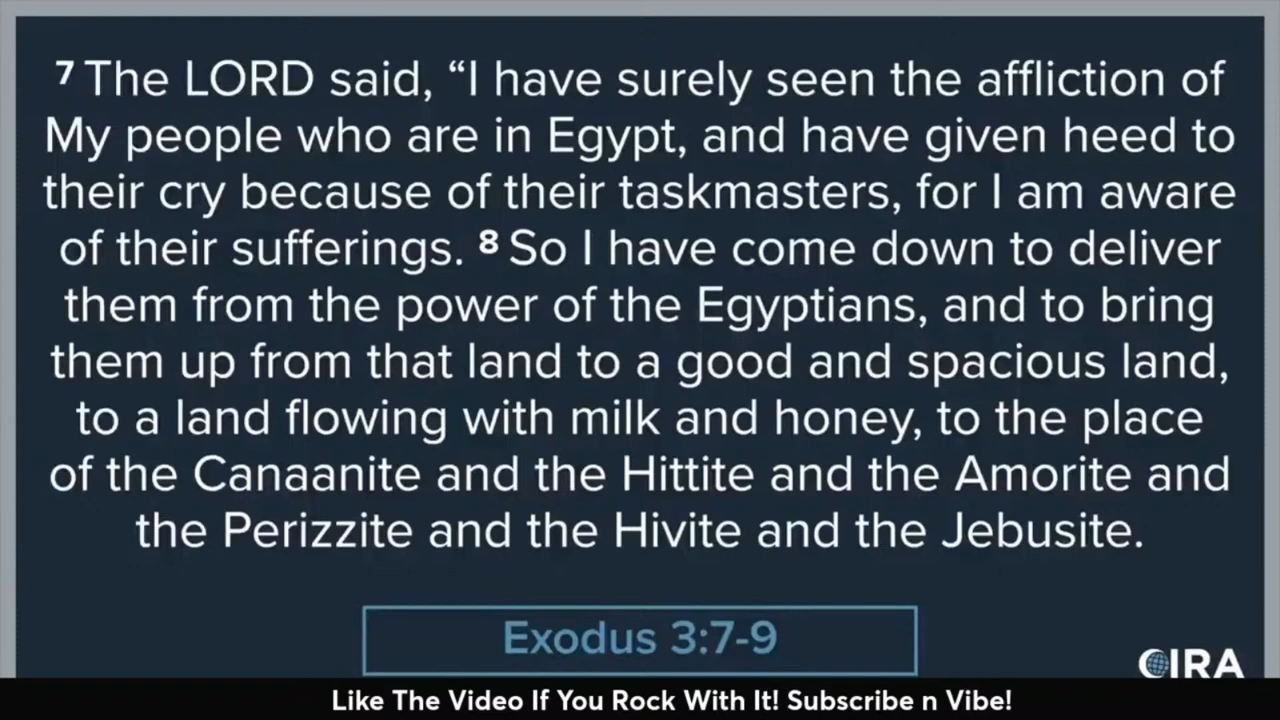 7 The LORD said, “I have surely seen the affliction of
My people who are in Egypt, and have given heed to
their cry because of their taskmasters, for I am aware
of their sufferings. 8 So I have come down to deliver
them from the power of the Egyptians, and to bring
them up from that land to a good and spacious land,
to a land flowing with milk and honey, to the place
of the Canaanite and the Hittite and the Amorite and
the Perizzite and the Hivite and the Jebusite.
Exodus 3:7-9
CIRA
Like The Video If You Rock With It! Subscribe n Vibe!